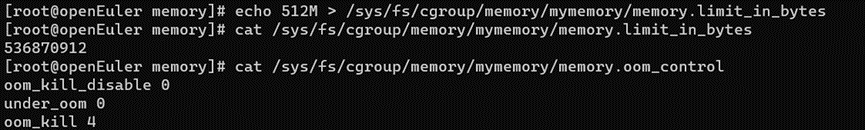 [root@openEuler memory]# echo 512M > /sys/fs/cgroup/memory/mymemory/memory.limit_in_bytes
[root@openEuler memory]# cat /sys/fs/cgroup/memory/mymemory/memory.limit_in_bytes
536870912
[root@openEuler memory]# cat /sys/fs/cgroup/memory/mymemory/memory.oom_control
oom_kill_disable 0
under_oom 0
oom_kill 4